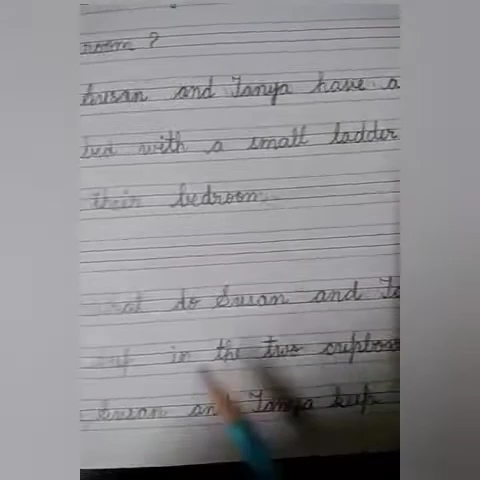 room ?
Susan and Tanya have a
bed with a small ladder
their bedroom.
do Susan and
in the two
Susan and Tanya keep